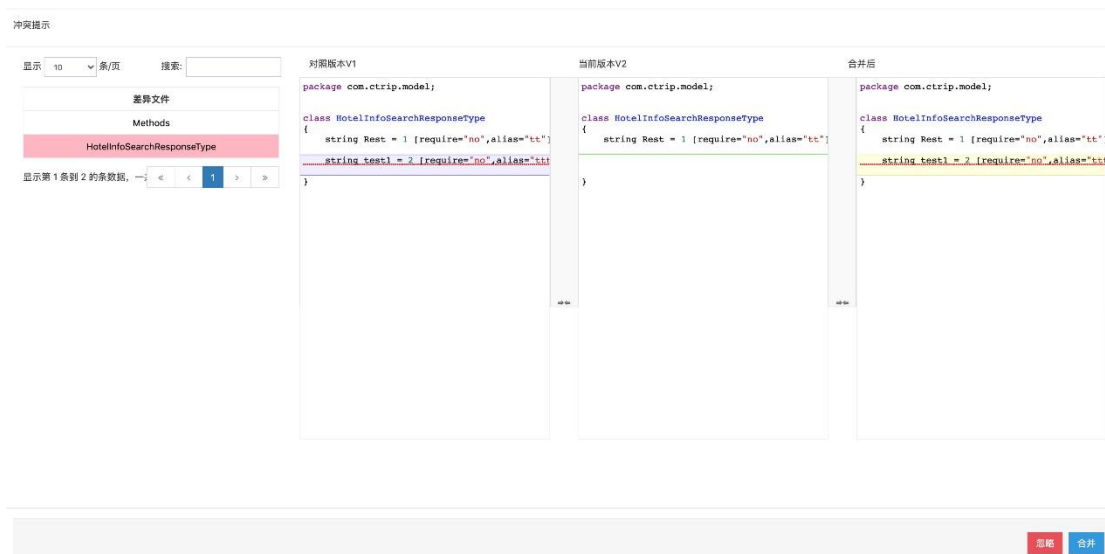 冲突提示
显示 10 条/页 搜索:
差异文件
Methods
HotelInfoSearchResponseType
显示第 1 条到 2 的条数据，一 « ‹ 1 › »
对照版本V1
package com.ctrip.model;
class HotelInfoSearchResponseType
{
string Rest = 1 [require="no",alias="tt"]
string test1 = 2 [require="no",alias="ttt
}
当前版本V2
package com.ctrip.model;
class HotelInfoSearchResponseType
{
string Rest = 1 [require="no",alias="tt"]
}
合并后
package com.ctrip.model;
class HotelInfoSearchResponseType
{
string Rest = 1 [require="no",alias="tt"
string test1 = 2 [require="no",alias="tt
}
忽略 合并